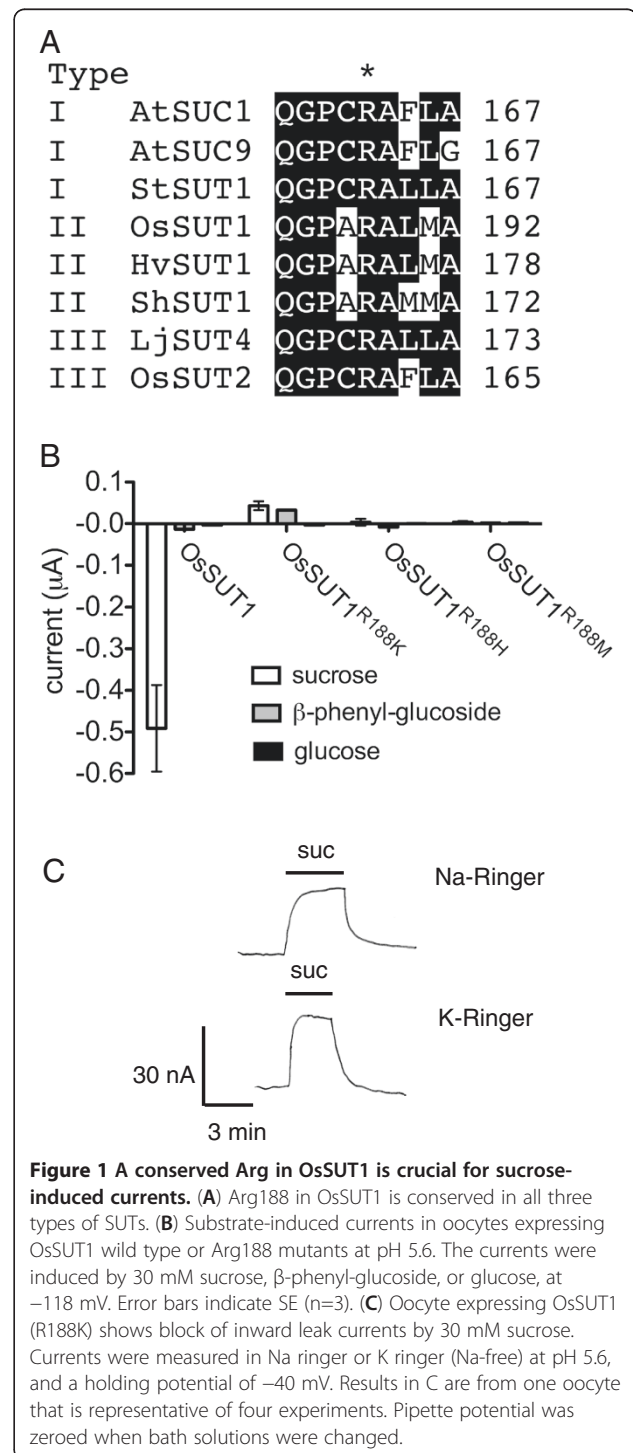 A
Type *
I AtSUC1 QGPCRAFLA 167
I AtSUC9 QGPCRAFLG 167
I StSUT1 QGPCRALLA 167
II OsSUT1 QGPARALMA 192
II HvSUT1 QGPARALMA 178
II ShSUT1 QGPARAMMA 172
III LjSUT4 QGPCRALLA 173
III OsSUT2 QGPCRAFLA 165
B
current (μA)
0.1
-0.0
-0.1
-0.2
-0.3
-0.4
-0.5
-0.6
OsSUT1
OsSUT1R188K
OsSUT1R188H
OsSUT1R188M
sucrose
β-phenyl-glucoside
glucose
C
suc
Na-Ringer
suc
K-Ringer
30 nA
3 min
Figure 1 A conserved Arg in OsSUT1 is crucial for sucrose-
induced currents. (A) Arg188 in OsSUT1 is conserved in all three
types of SUTs. (B) Substrate-induced currents in oocytes expressing
OsSUT1 wild type or Arg188 mutants at pH 5.6. The currents were
induced by 30 mM sucrose, β-phenyl-glucoside, or glucose, at
−118 mV. Error bars indicate SE (n=3). (C) Oocyte expressing OsSUT1
(R188K) shows block of inward leak currents by 30 mM sucrose.
Currents were measured in Na ringer or K ringer (Na-free) at pH 5.6,
and a holding potential of −40 mV. Results in C are from one oocyte
that is representative of four experiments. Pipette potential was
zeroed when bath solutions were changed.